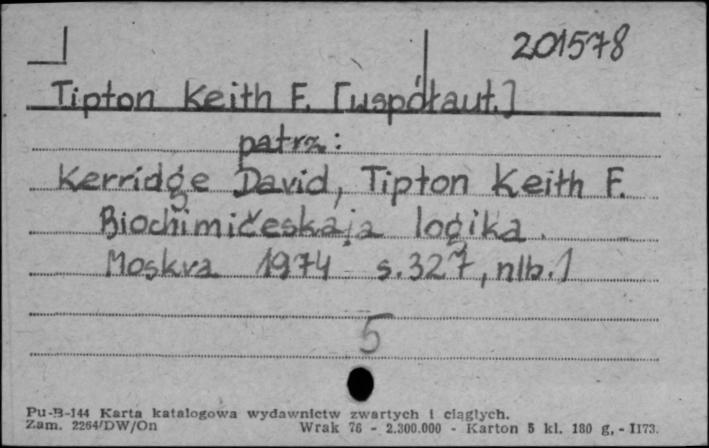 201578
Tipton Keith F. [współaut.]
patrz:
Kerridge David, Tipton Keith F.
Biochimičeskaja logika.
Moskva 1974 s. 327, nlb. 1
5
Pu-B-144 Karta katalogowa wydawnictw zwartych i ciągłych.
Zam. 2264/DW/On Wrak 76 - 2.300.000 - Karton 5 kl. 180 g, - II73.